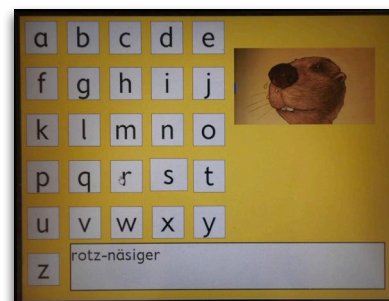 a b c d e
f g h i j
k l m n o
p q r s t
u v w x y
z
rotz-näsiger